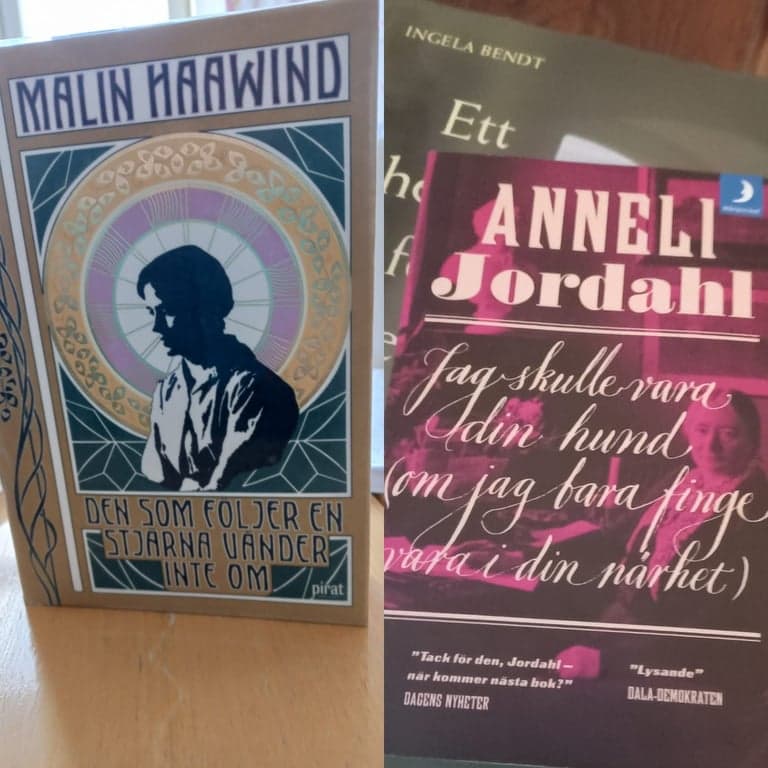 MALIN HAAWIND
DEN SOM FÖLJER EN
STJÄRNA VÄNDER
INTE OM
pirat
INGELA BENDT
Ett
ANNELI
Jordahl
Jag skulle vara
din hund
(om jag bara finge
vara i din närhet)
"Tack för den, Jordahl –
när kommer nästa bok?"
DAGENS NYHETER
"Lysande"
DALA-DEMOKRATEN